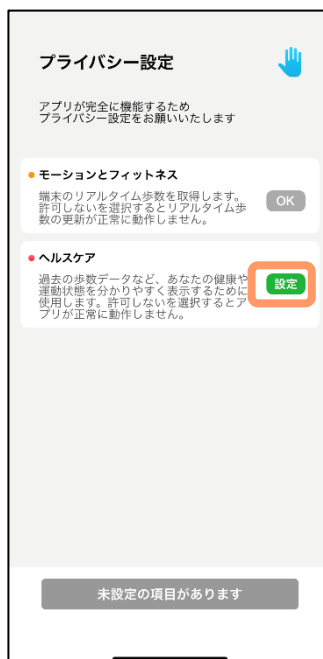 プライバシー設定
アプリが完全に機能するため
プライバシー設定をお願いいたします
モーションとフィットネス
端末のリアルタイム歩数を取得します。
許可しないを選択するとリアルタイム歩
数の更新が正常に動作しません。
OK
ヘルスケア
過去の歩数データなど、あなたの健康や
運動状態を分かりやすく表示するために
使用します。許可しないを選択するとア
プリが正常に動作しません。
設定
未設定の項目があります